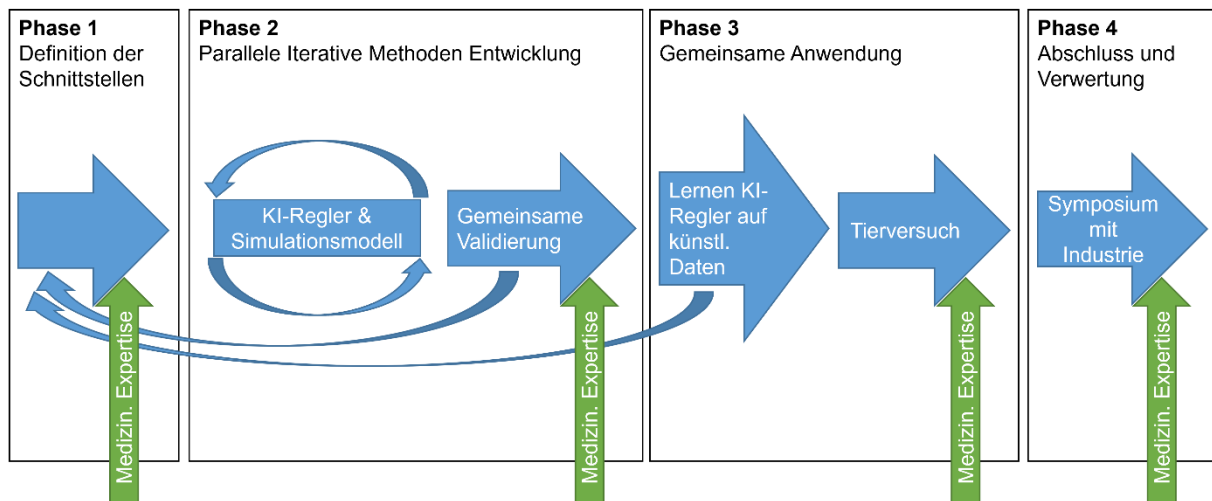 Phase 1
Definition der
Schnittstellen
Phase 2
Parallele Iterative Methoden Entwicklung
Phase 3
Gemeinsame Anwendung
Phase 4
Abschluss und
Verwertung
KI-Regler &
Simulationsmodell
Gemeinsame
Validierung
Lernen KI-
Regler auf
künstl.
Daten
Tierversuch
Symposium
mit
Industrie
Medizin. Expertise
Medizin. Expertise
Medizin. Expertise
Medizin. Expertise